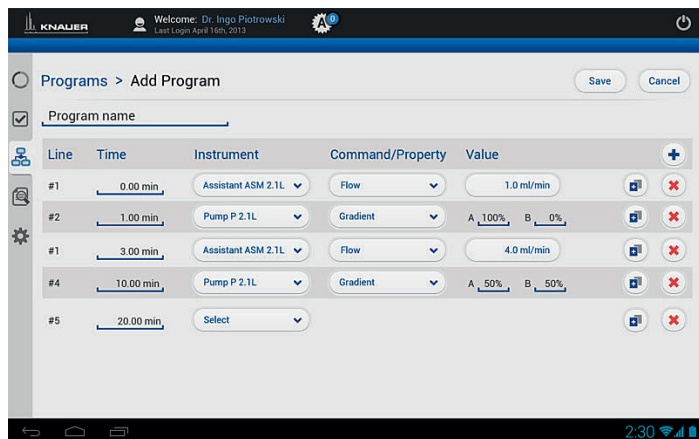 KNAUER
Welcome: Dr. Ingo Piotrowski
Last Login April 16th, 2013
A 0
Programs > Add Program
Save
Cancel
Program name
Line Time Instrument Command/Property Value
#1 0.00 min Assistant ASM 2.1L Flow 1.0 ml/min
#2 1.00 min Pump P 2.1L Gradient A 100% B 0%
#1 3.00 min Assistant ASM 2.1L Flow 4.0 ml/min
#4 10.00 min Pump P 2.1L Gradient A 50% B 50%
#5 20.00 min Select
2:30